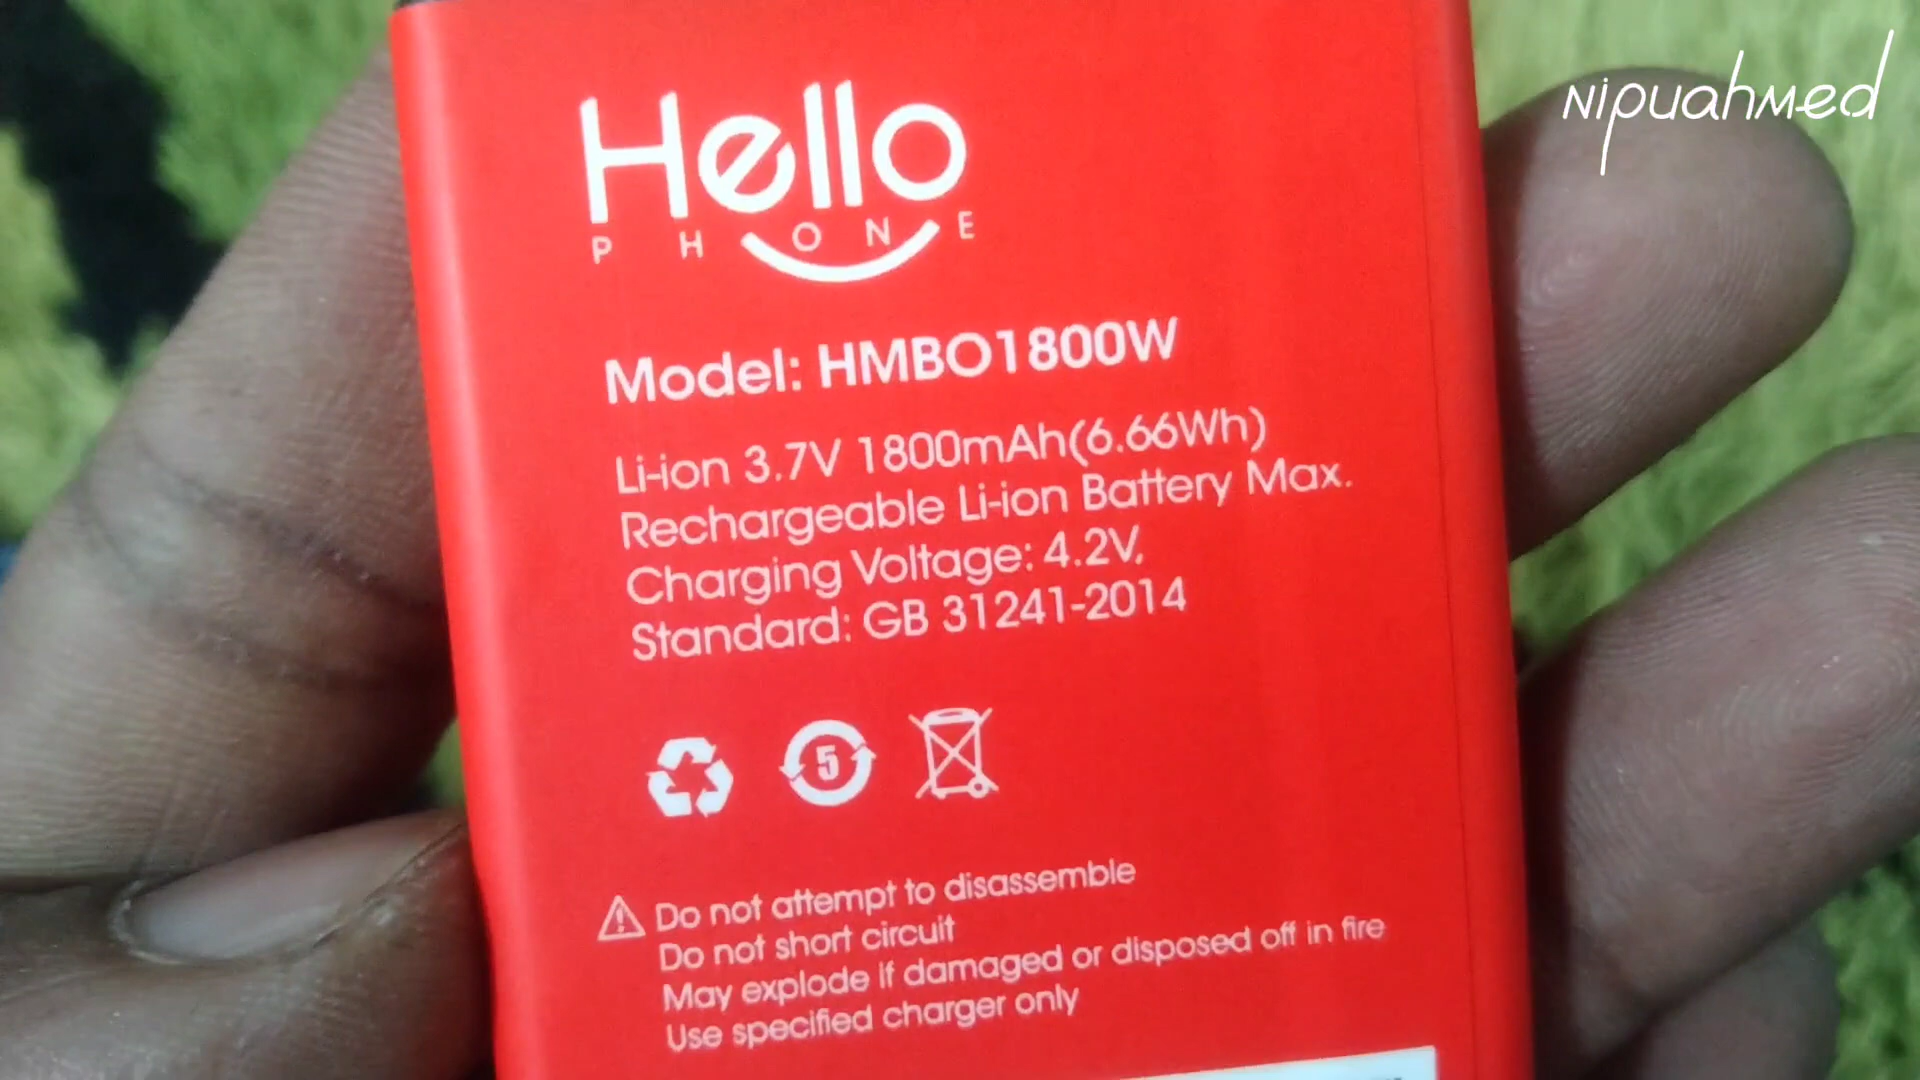 nipuahmed
Hello
PHONE
Model: HMBO1800W
Li-ion 3.7V 1800mAh(6.66Wh)
Rechargeable Li-ion Battery Max.
Charging Voltage: 4.2V,
Standard: GB 31241-2014
5
Do not attempt to disassemble
Do not short circuit
May explode if damaged or disposed off in fire
Use specified charger only